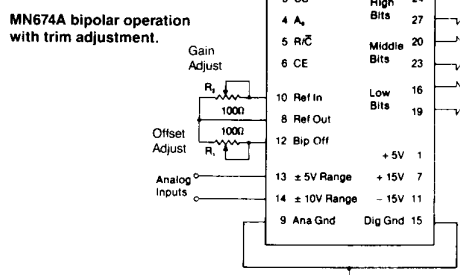 MN674A bipolar operation
with trim adjustment.
High 24
Bits
4 A₀ 27
5 R/C̅ Middle 20
Bits
6 CE 23
Gain
Adjust
R₂
100Ω
10 Ref In Low 16
Bits
8 Ref Out 19
100Ω
Offset
Adjust
R₁
12 Bip Off
+ 5V 1
Analog
Inputs
13 ± 5V Range + 15V 7
14 ± 10V Range − 15V 11
9 Ana Gnd Dig Gnd 15